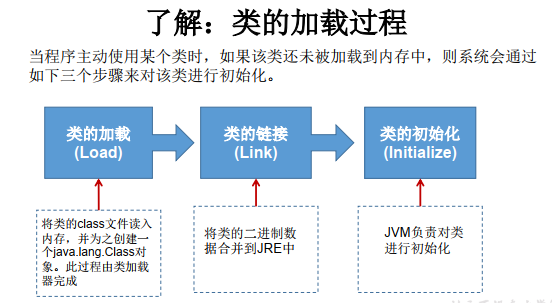 了解：类的加载过程
当程序主动使用某个类时，如果该类还未被加载到内存中，则系统会通过
如下三个步骤来对该类进行初始化。
类的加载
(Load)
类的链接
(Link)
类的初始化
(Initialize)
将类的class文件读入
内存，并为之创建一
个java.lang.Class对
象。此过程由类加载
器完成
将类的二进制数
据合并到JRE中
JVM负责对类
进行初始化